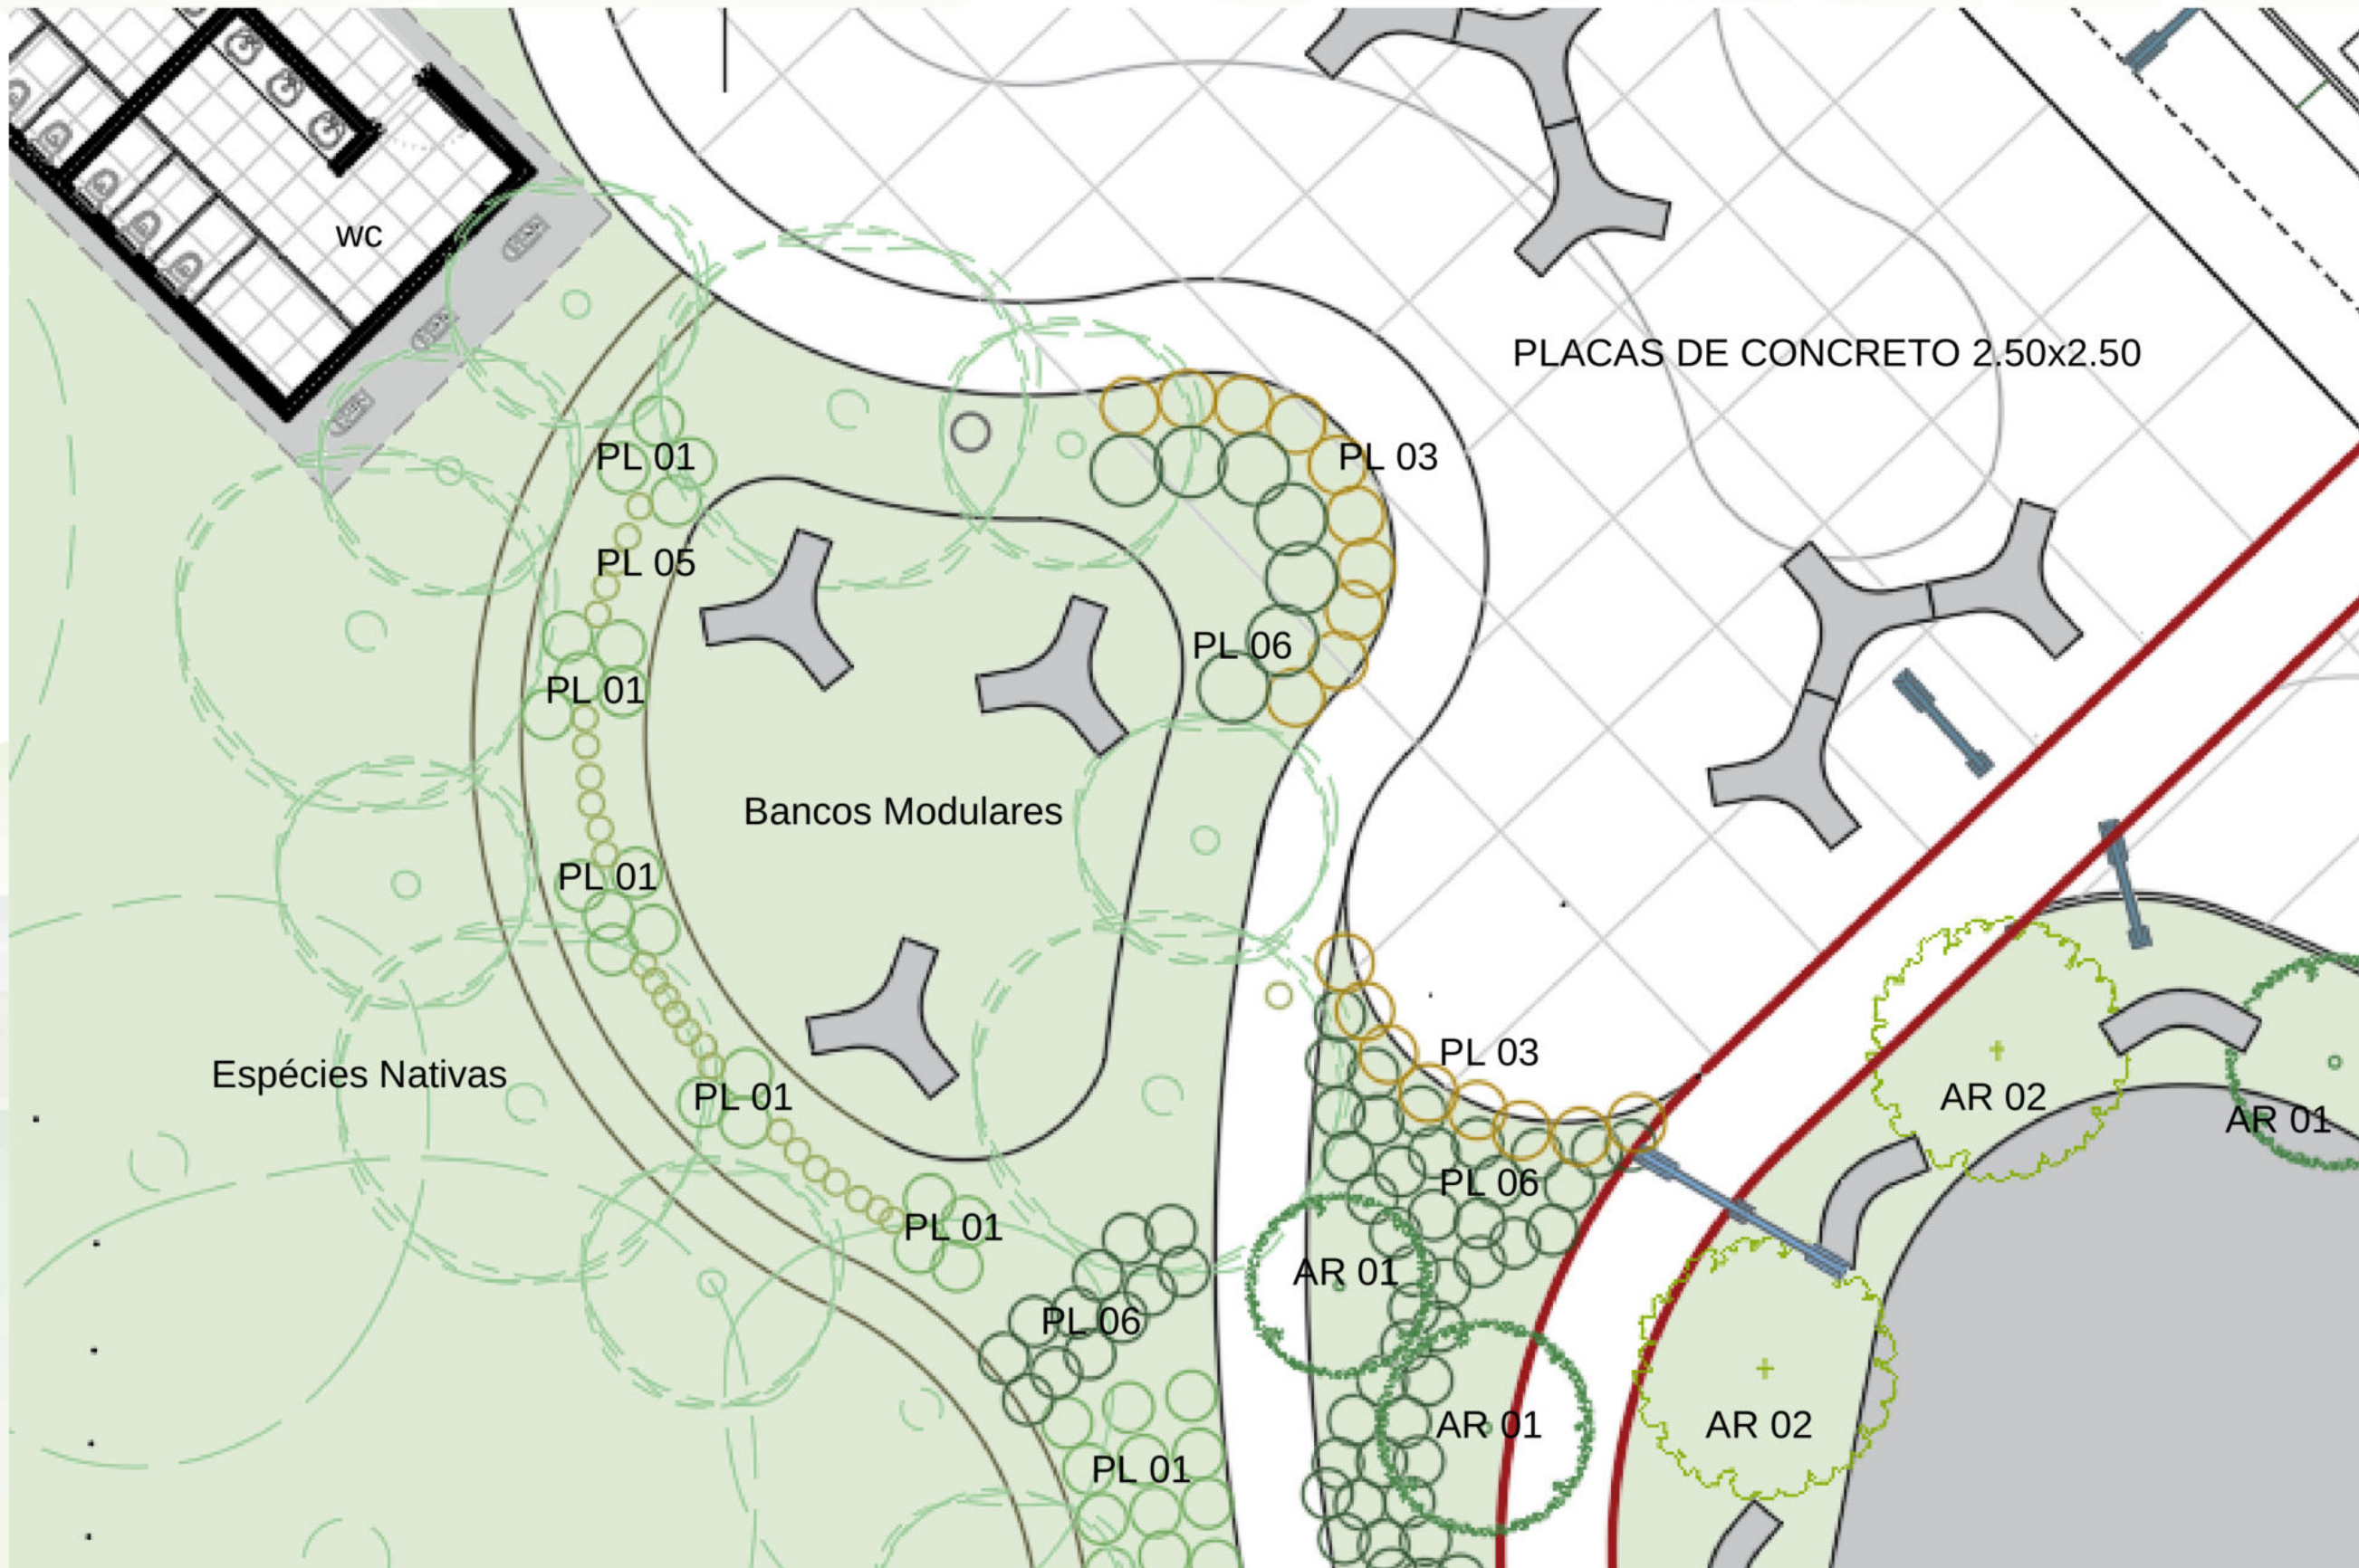 wc
PLACAS DE CONCRETO 2.50x2.50
PL 01
PL 03
PL 05
PL 06
PL 01
Bancos Modulares
PL 01
PL 03
Espécies Nativas
PL 01
AR 02
AR 01
PL 06
PL 01
AR 01
PL 06
AR 01
AR 02
PL 01